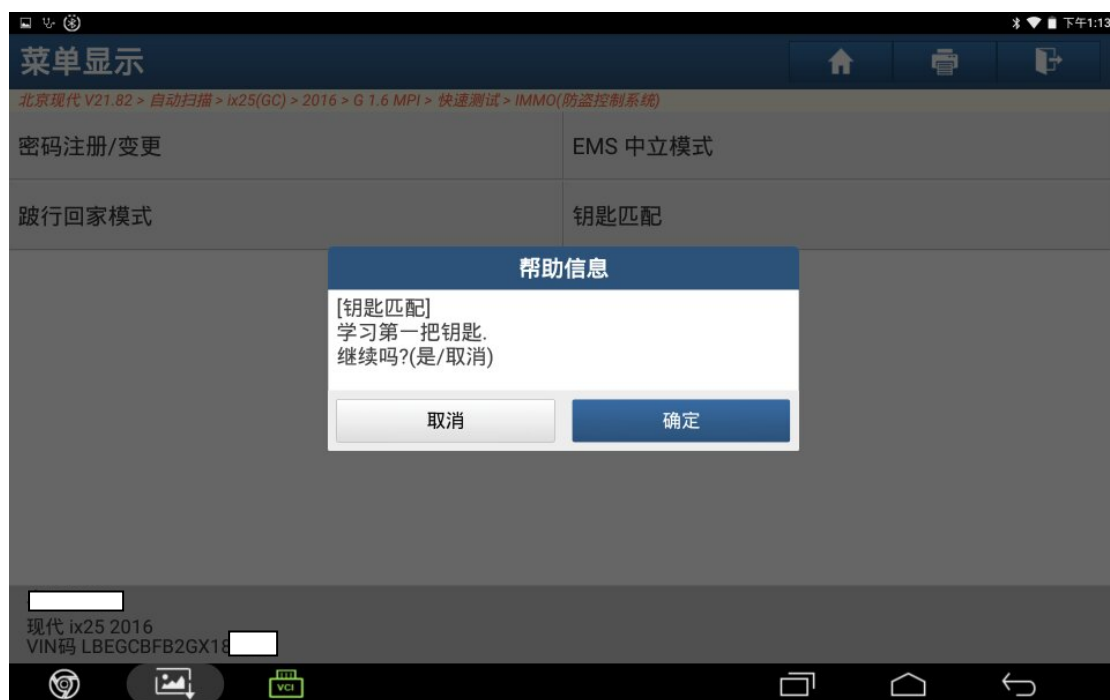 下午1:13
菜单显示
北京现代 V21.82 > 自动扫描 > ix25(GC) > 2016 > G 1.6 MPI > 快速测试 > IMMO(防盗控制系统)
密码注册/变更
EMS 中立模式
跛行回家模式
钥匙匹配
帮助信息
[钥匙匹配]
学习第一把钥匙.
继续吗?(是/取消)
取消
确定
现代 ix25 2016
VIN码 LBEGCBFB2GX18
VCI